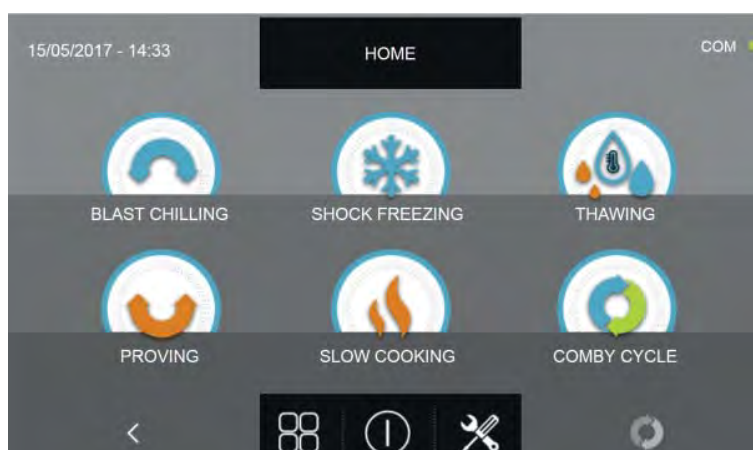 15/05/2017 - 14:33
HOME
COM
BLAST CHILLING
SHOCK FREEZING
THAWING
PROVING
SLOW COOKING
COMBY CYCLE